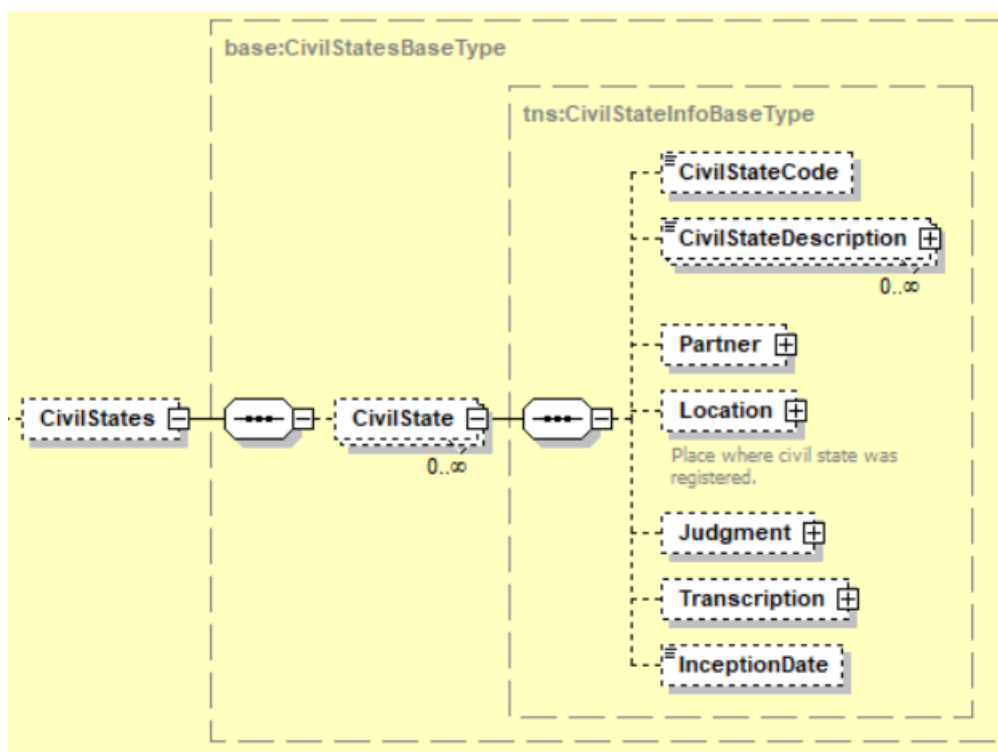 base:CivilStatesBaseType
tns:CivilStateInfoBaseType
CivilStateCode
CivilStateDescription
0..∞
Partner
CivilStates
CivilState
0..∞
Location
Place where civil state was
registered.
Judgment
Transcription
InceptionDate